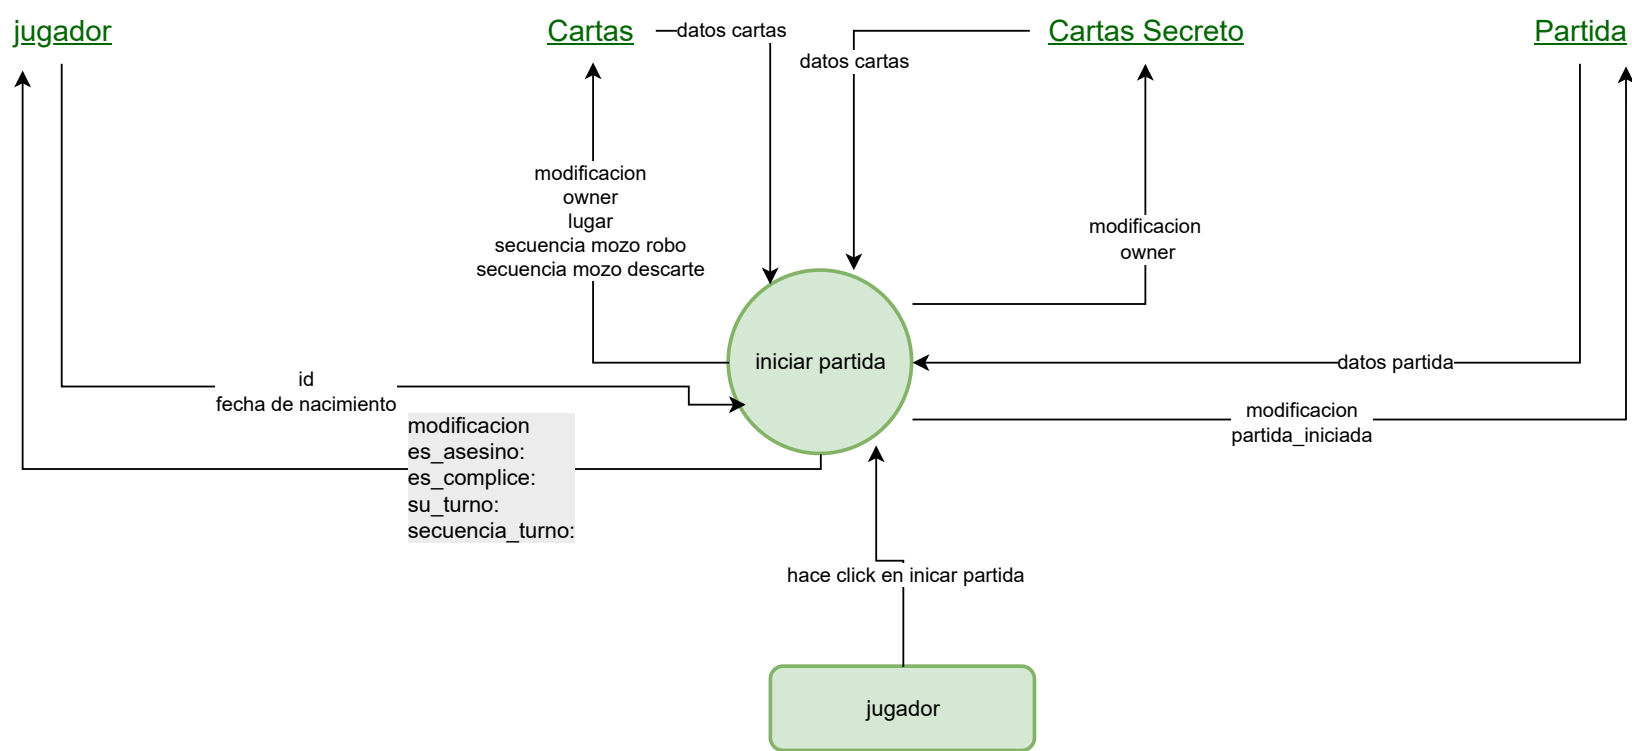 jugador
Cartas
datos cartas
Cartas Secreto
Partida
datos cartas
modificacion
owner
lugar
secuencia mozo robo
secuencia mozo descarte
modificacion
owner
iniciar partida
datos partida
id
fecha de nacimiento
modificacion
partida_iniciada
modificacion
es_asesino:
es_complice:
su_turno:
secuencia_turno:
hace click en inicar partida
jugador